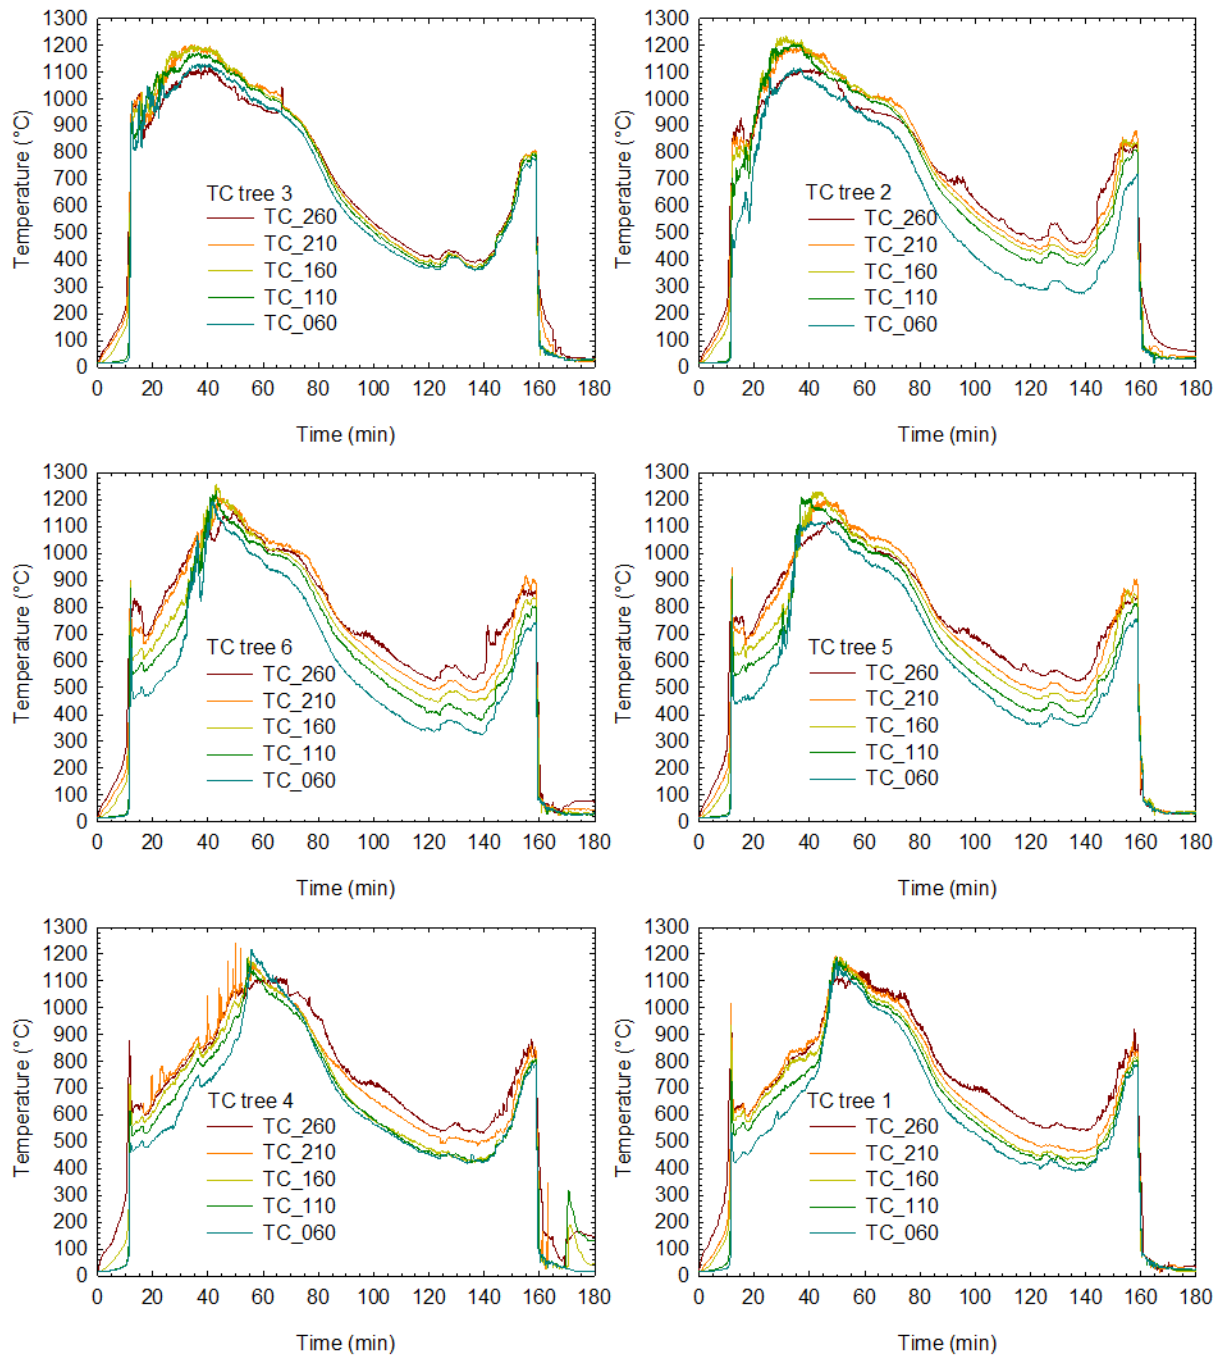 1300
1200
1100
1000
900
800
700
600
500
400
300
200
100
0
Temperature (°C)
TC tree 3
TC_260
TC_210
TC_160
TC_110
TC_060
0 20 40 60 80 100 120 140 160 180
Time (min)
1300
1200
1100
1000
900
800
700
600
500
400
300
200
100
0
Temperature (°C)
TC tree 2
TC_260
TC_210
TC_160
TC_110
TC_060
0 20 40 60 80 100 120 140 160 180
Time (min)
1300
1200
1100
1000
900
800
700
600
500
400
300
200
100
0
Temperature (°C)
TC tree 6
TC_260
TC_210
TC_160
TC_110
TC_060
0 20 40 60 80 100 120 140 160 180
Time (min)
1300
1200
1100
1000
900
800
700
600
500
400
300
200
100
0
Temperature (°C)
TC tree 5
TC_260
TC_210
TC_160
TC_110
TC_060
0 20 40 60 80 100 120 140 160 180
Time (min)
1300
1200
1100
1000
900
800
700
600
500
400
300
200
100
0
Temperature (°C)
TC tree 4
TC_260
TC_210
TC_160
TC_110
TC_060
0 20 40 60 80 100 120 140 160 180
Time (min)
1300
1200
1100
1000
900
800
700
600
500
400
300
200
100
0
Temperature (°C)
TC tree 1
TC_260
TC_210
TC_160
TC_110
TC_060
0 20 40 60 80 100 120 140 160 180
Time (min)